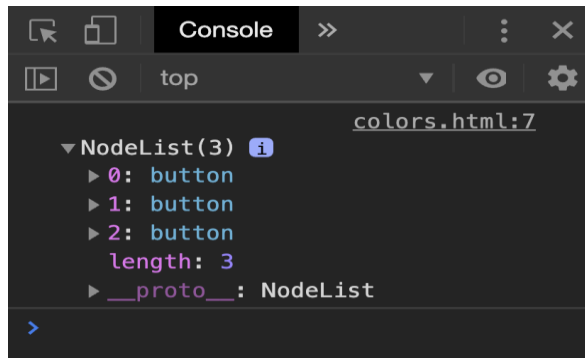 Console »
top
colors.html:7
▼NodeList(3) i
▶0: button
▶1: button
▶2: button
length: 3
▶__proto__: NodeList
>